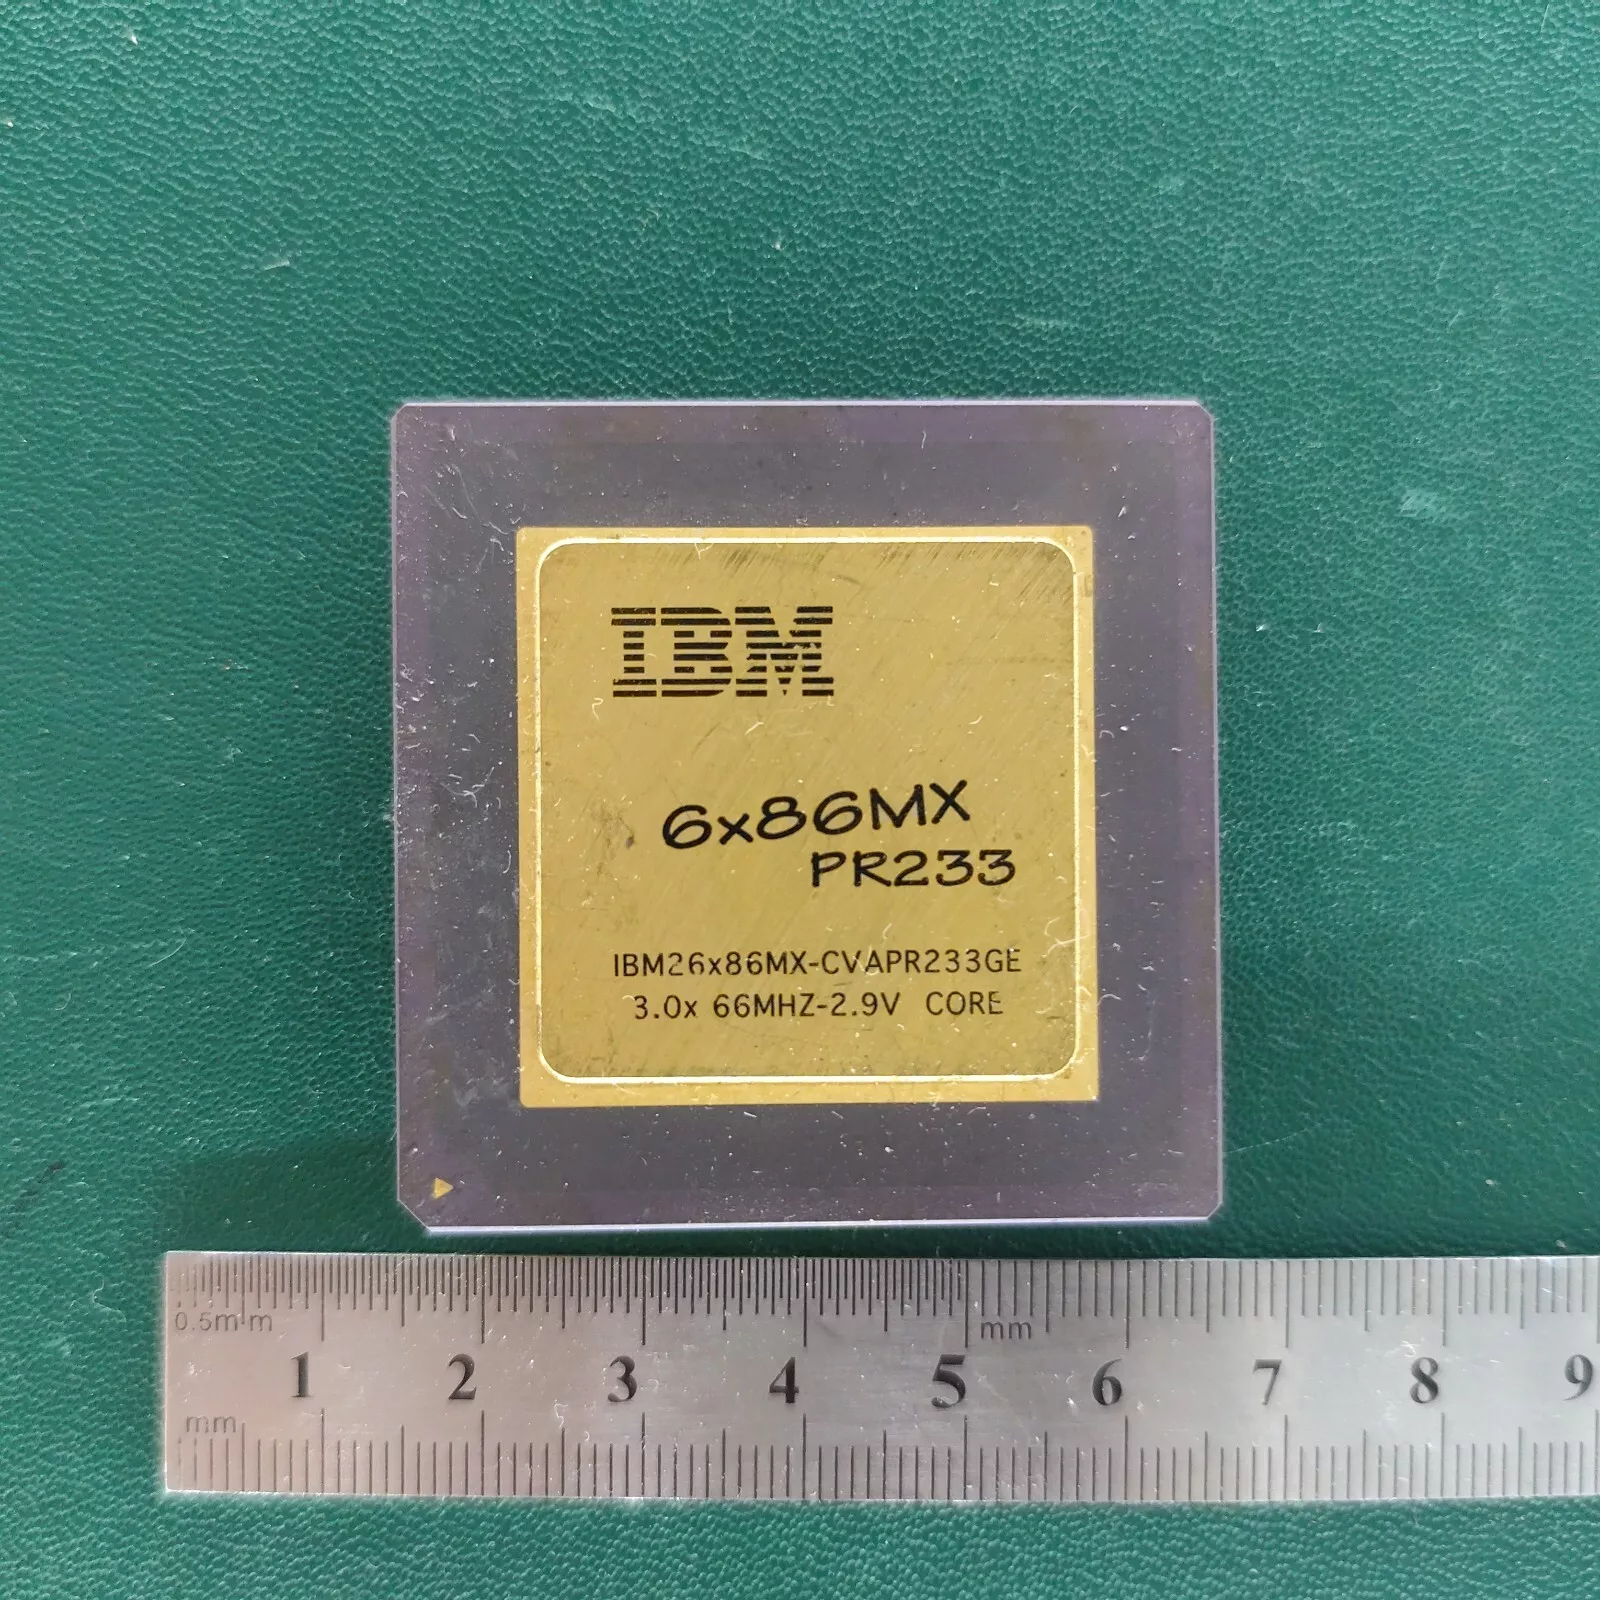 IBM
6x86MX
PR233
IBM26x86MX-CVAPR233GE
3.0x 66MHZ-2.9V CORE
0.5mm mm
1 2 3 4 5 6 7 8 9
mm